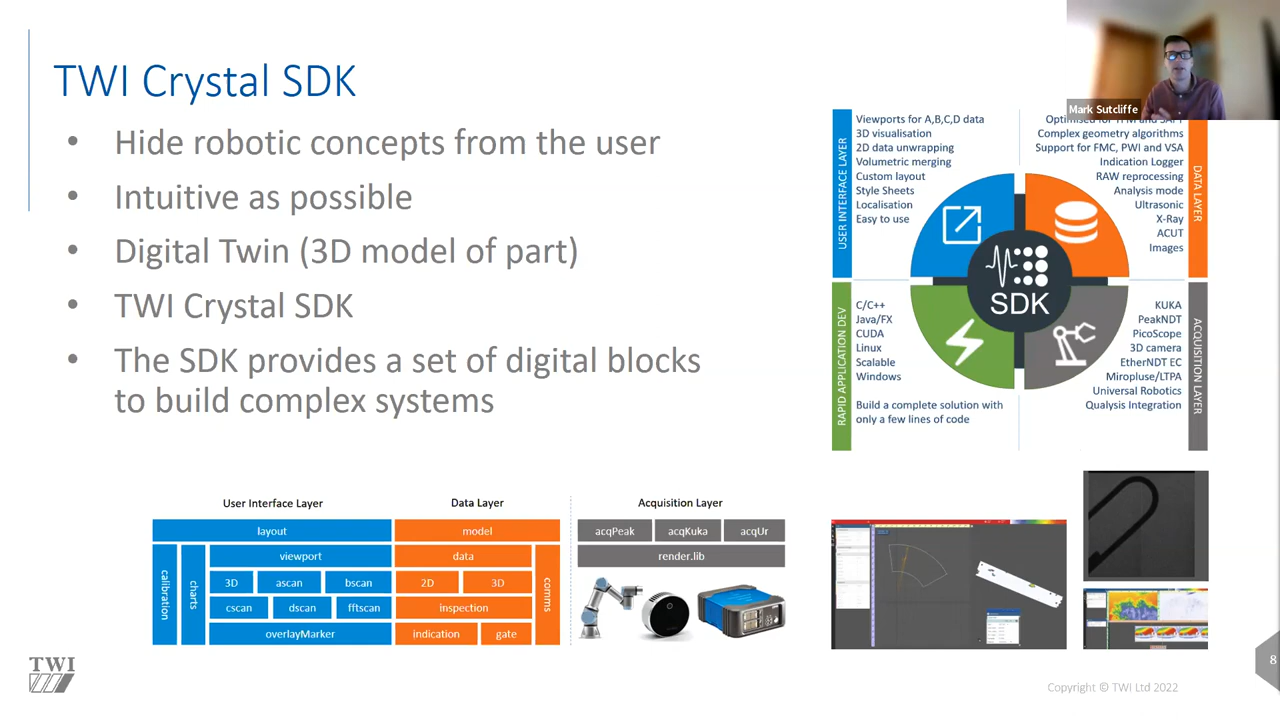 TWI Crystal SDK
• Hide robotic concepts from the user
• Intuitive as possible
• Digital Twin (3D model of part)
• TWI Crystal SDK
• The SDK provides a set of digital blocks
to build complex systems
Mark Sutcliffe
USER INTERFACE LAYER
Viewports for A,B,C,D data
3D visualisation
2D data unwrapping
Volumetric merging
Custom layout
Style Sheets
Localisation
Easy to use
Complex geometry algorithms
Support for FMC, PWI and VSA
Indication Logger
RAW reprocessing
Analysis mode
Ultrasonic
X-Ray
ACUT
Images
DATA LAYER
SDK
RAPID APPLICATION DEV
C/C++
Java/FX
CUDA
Linux
Scalable
Windows
Build a complete solution with
only a few lines of code
KUKA
PeakNDT
PicoScope
3D camera
EtherNDT EC
Miropluse/LTPA
Universal Robotics
Qualysis Integration
ACQUISITION LAYER
User Interface Layer
layout
calibration
charts
viewport
3D ascan bscan
cscan dscan fftscan
overlayMarker
Data Layer
model
data
2D 3D
inspection
indication gate
comms
Acquisition Layer
acqPeak acqKuka acqUr
render.lib
TWI
8
Copyright © TWI Ltd 2022